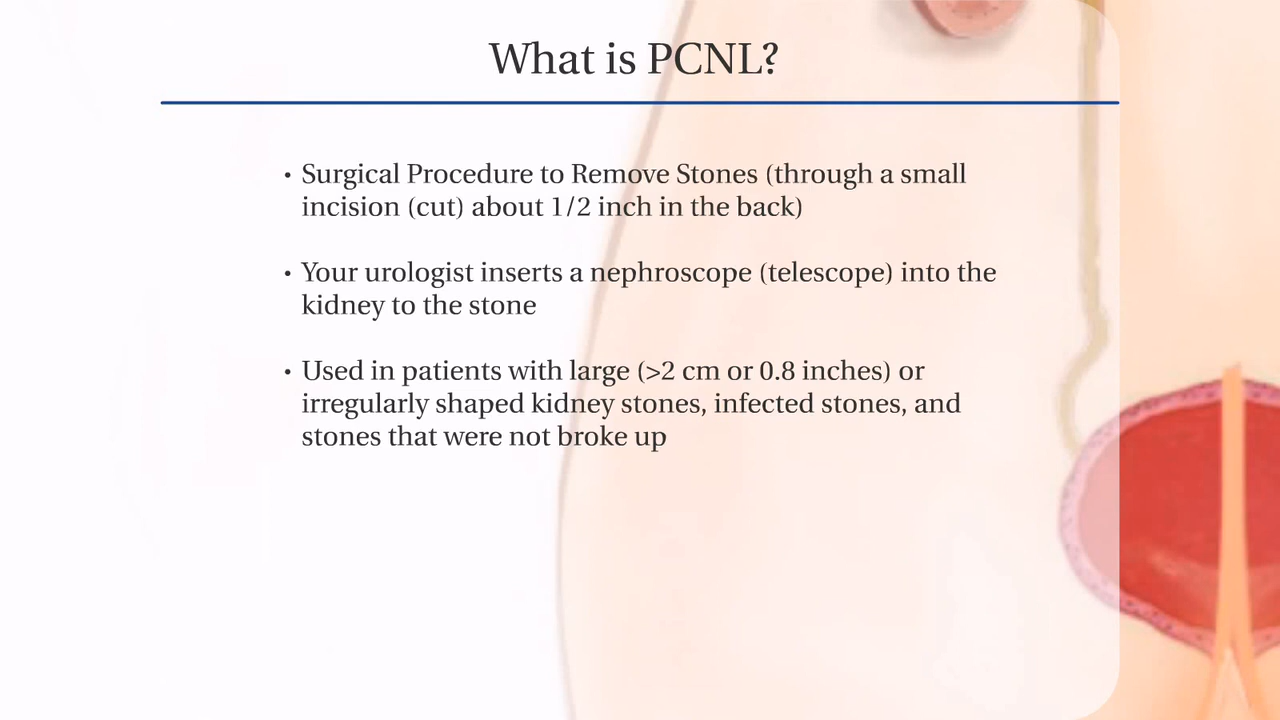 What is PCNL?
• Surgical Procedure to Remove Stones (through a small
incision (cut) about 1/2 inch in the back)
• Your urologist inserts a nephroscope (telescope) into the
kidney to the stone
• Used in patients with large (>2 cm or 0.8 inches) or
irregularly shaped kidney stones, infected stones, and
stones that were not broke up